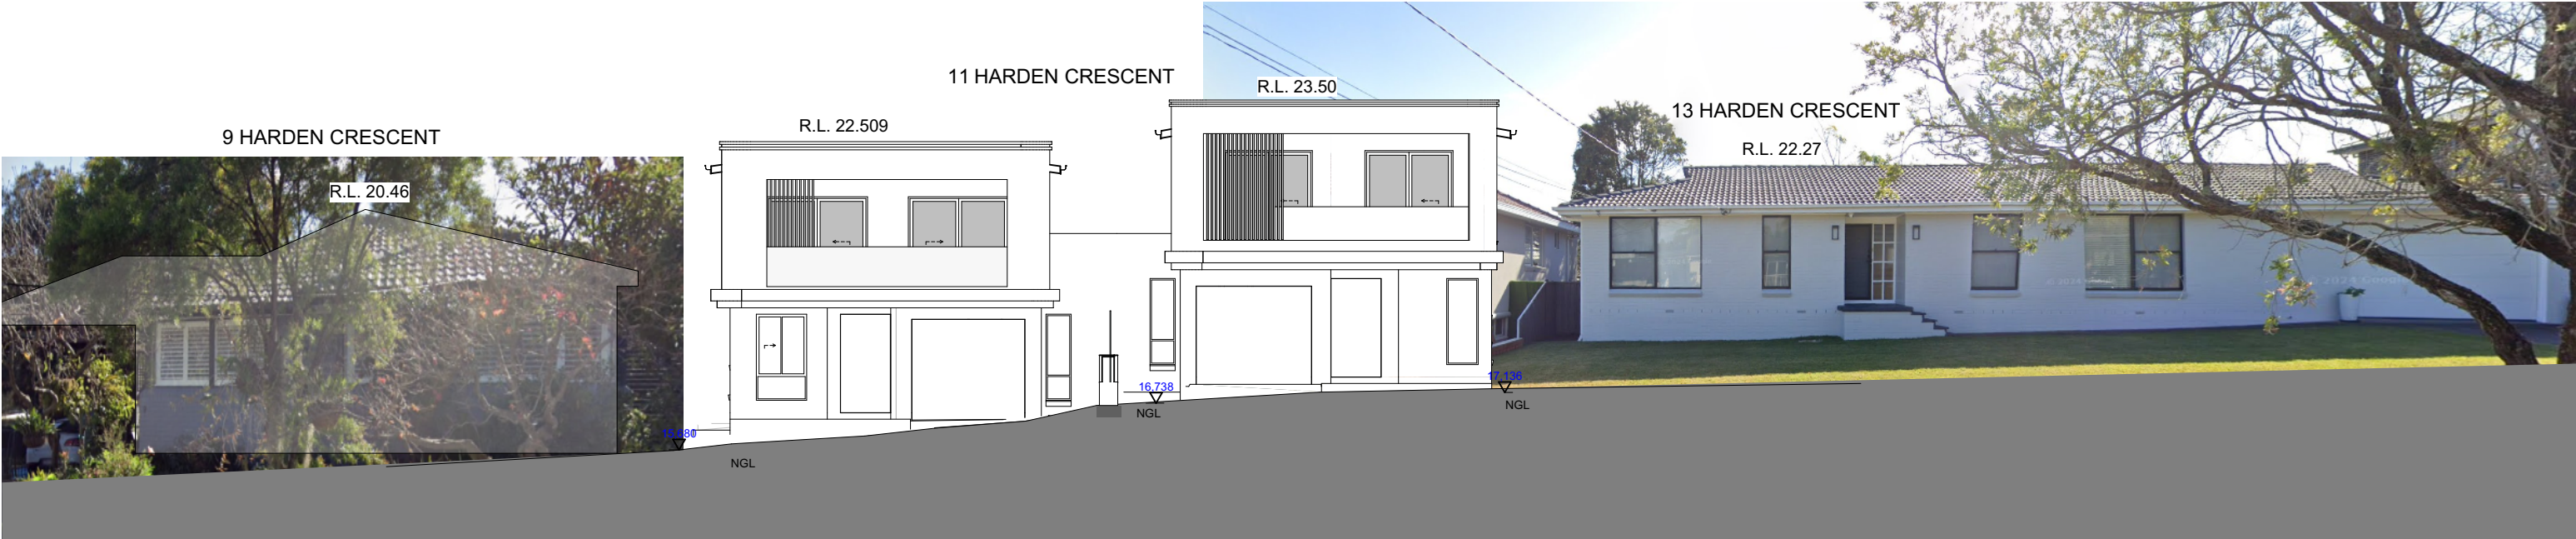 11 HARDEN CRESCENT
R.L. 23.50
13 HARDEN CRESCENT
R.L. 22.509
9 HARDEN CRESCENT
R.L. 22.27
R.L. 20.46
17,136
16,738
NGL
NGL
NGL